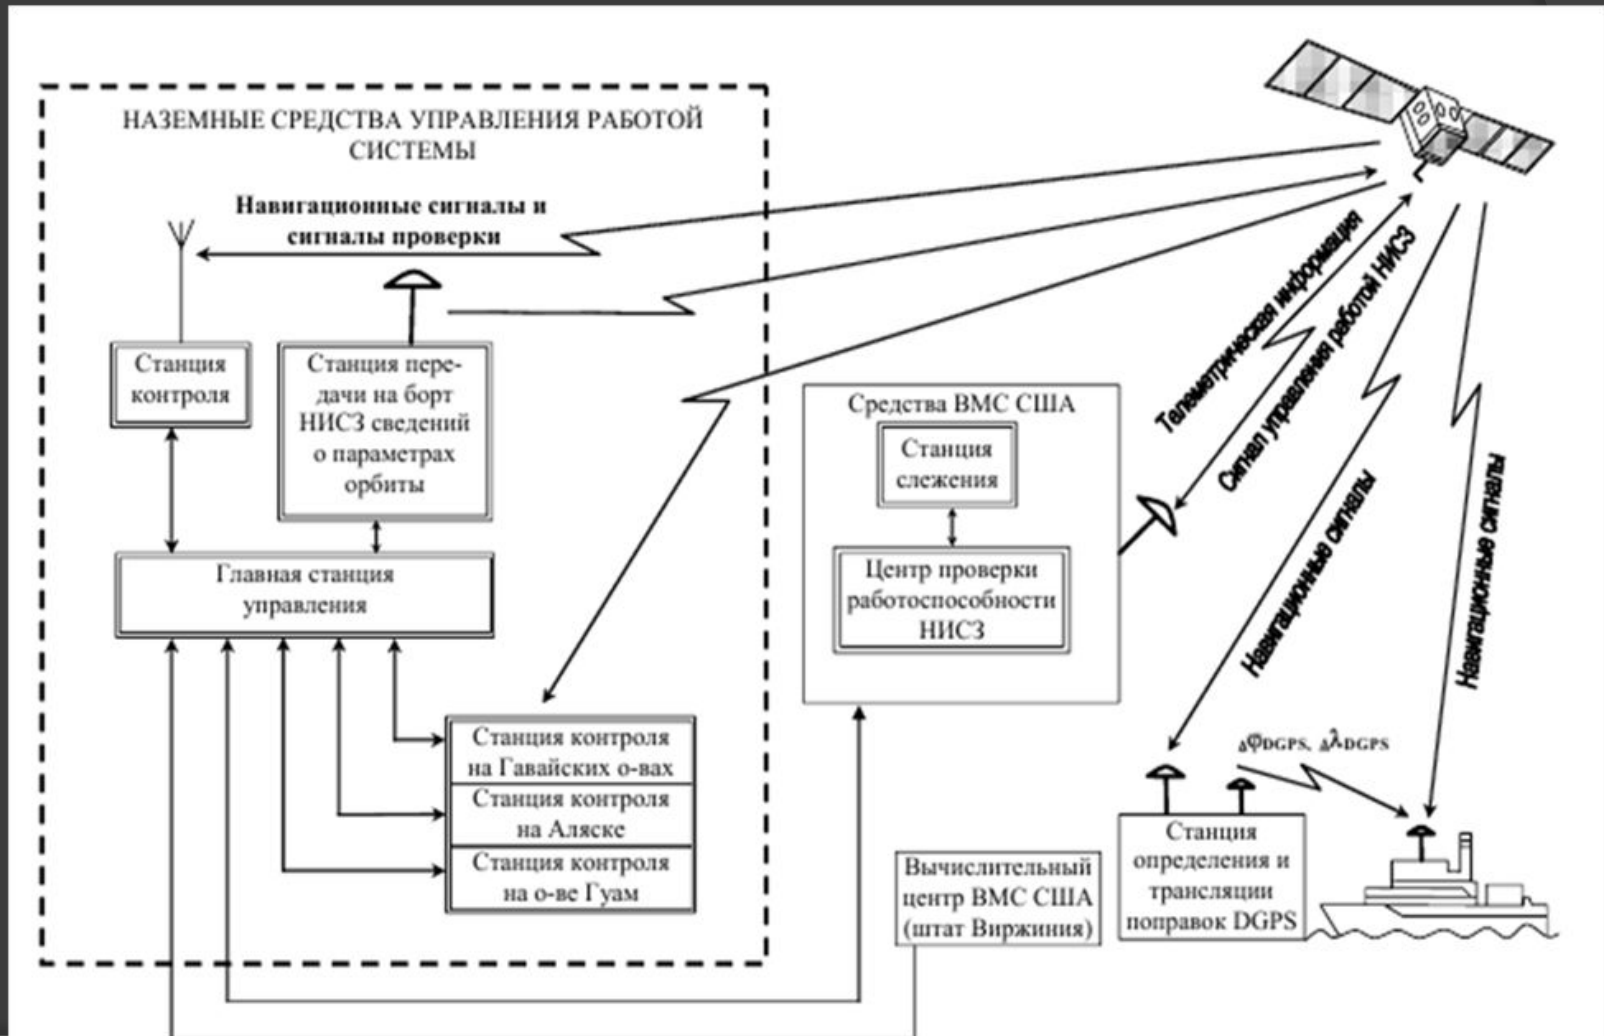 НАЗЕМНЫЕ СРЕДСТВА УПРАВЛЕНИЯ РАБОТОЙ
СИСТЕМЫ
Навигационные сигналы и
сигналы проверки
Станция
контроля
Станция пере-
дачи на борт
НИСЗ сведений
о параметрах
орбиты
Главная станция
управления
Станция контроля
на Гавайских о-вах
Станция контроля
на Аляске
Станция контроля
на о-ве Гуам
Средства ВМС США
Станция
слежения
Центр проверки
работоспособности
НИСЗ
Телеметрическая информация
Сигнал управления работой НИСЗ
Навигационные сигналы
Навигационные сигналы
ΔφDGPS, ΔλDGPS
Станция
определения и
трансляции
поправок DGPS
Вычислительный
центр ВМС США
(штат Виржиния)